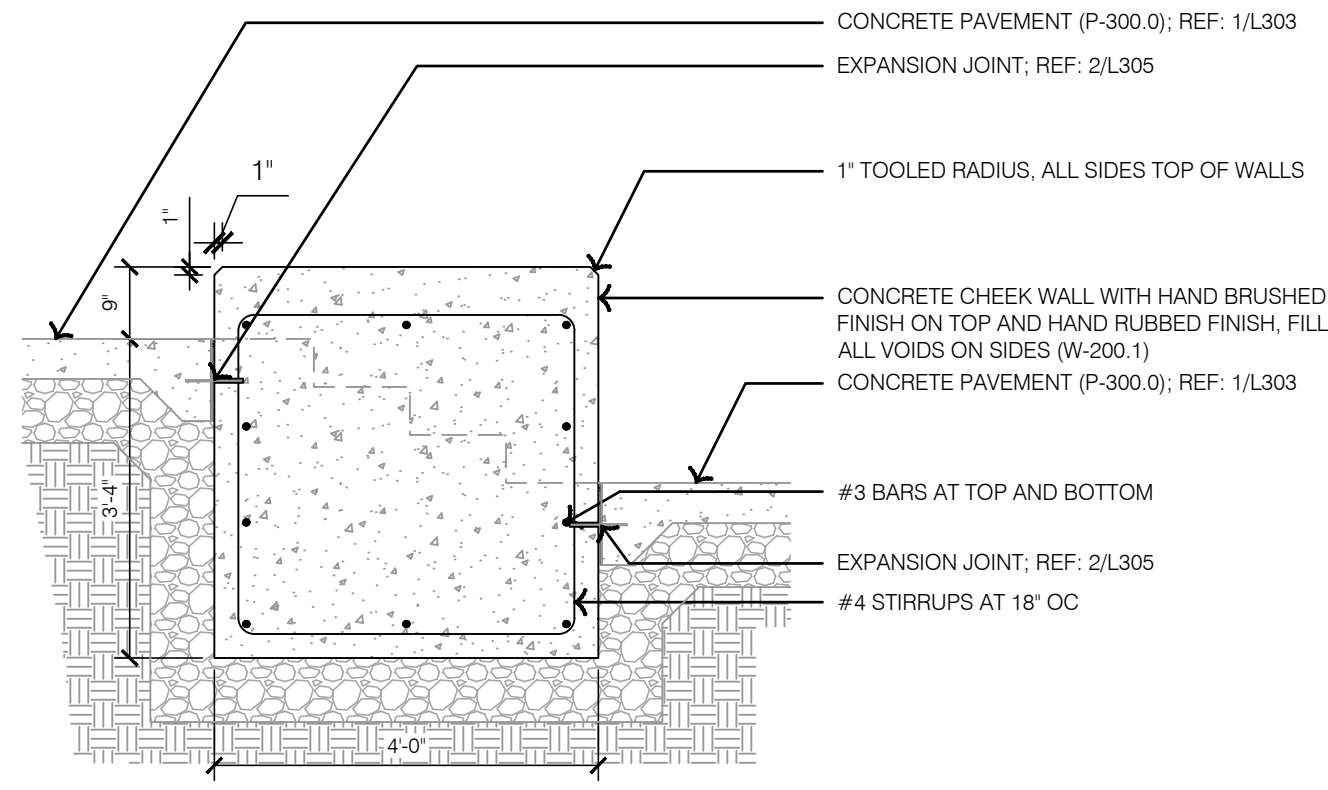 CONCRETE PAVEMENT (P-300.0); REF: 1/L303
EXPANSION JOINT; REF: 2/L305
1"
1" TOOLED RADIUS, ALL SIDES TOP OF WALLS
1"
9"
CONCRETE CHEEK WALL WITH HAND BRUSHED
FINISH ON TOP AND HAND RUBBED FINISH, FILL
ALL VOIDS ON SIDES (W-200.1)
CONCRETE PAVEMENT (P-300.0); REF: 1/L303
3'-4"
#3 BARS AT TOP AND BOTTOM
EXPANSION JOINT; REF: 2/L305
#4 STIRRUPS AT 18" OC
4'-0"